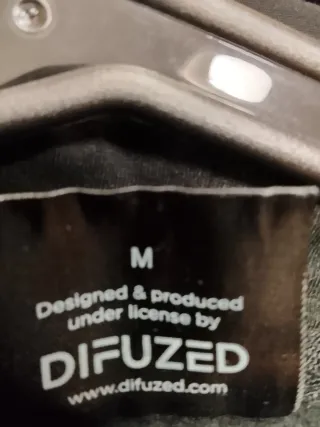 M
Designed & produced
under license by
DIFUZED
www.difuzed.com